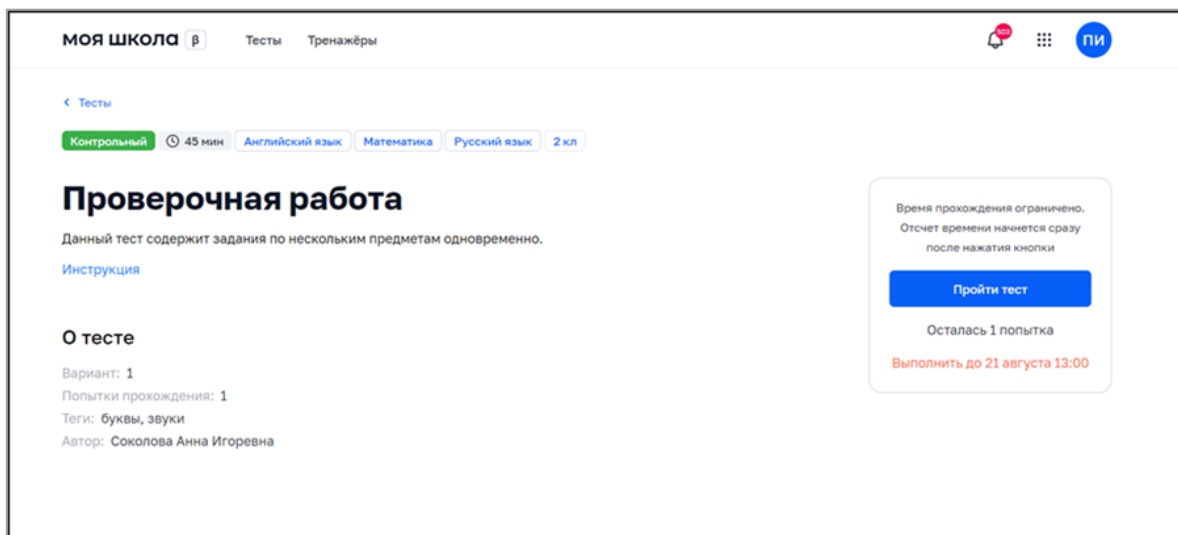 МОЯ ШКОЛА β Тесты Тренажёры 503 ПИ
Тесты
Контрольный 45 мин Английский язык Математика Русский язык 2 кл
Проверочная работа
Данный тест содержит задания по нескольким предметам одновременно.
Инструкция
О тесте
Вариант: 1
Попытки прохождения: 1
Теги: буквы, звуки
Автор: Соколова Анна Игоревна
Время прохождения ограничено.
Отсчет времени начнется сразу
после нажатия кнопки
Пройти тест
Осталась 1 попытка
Выполнить до 21 августа 13:00